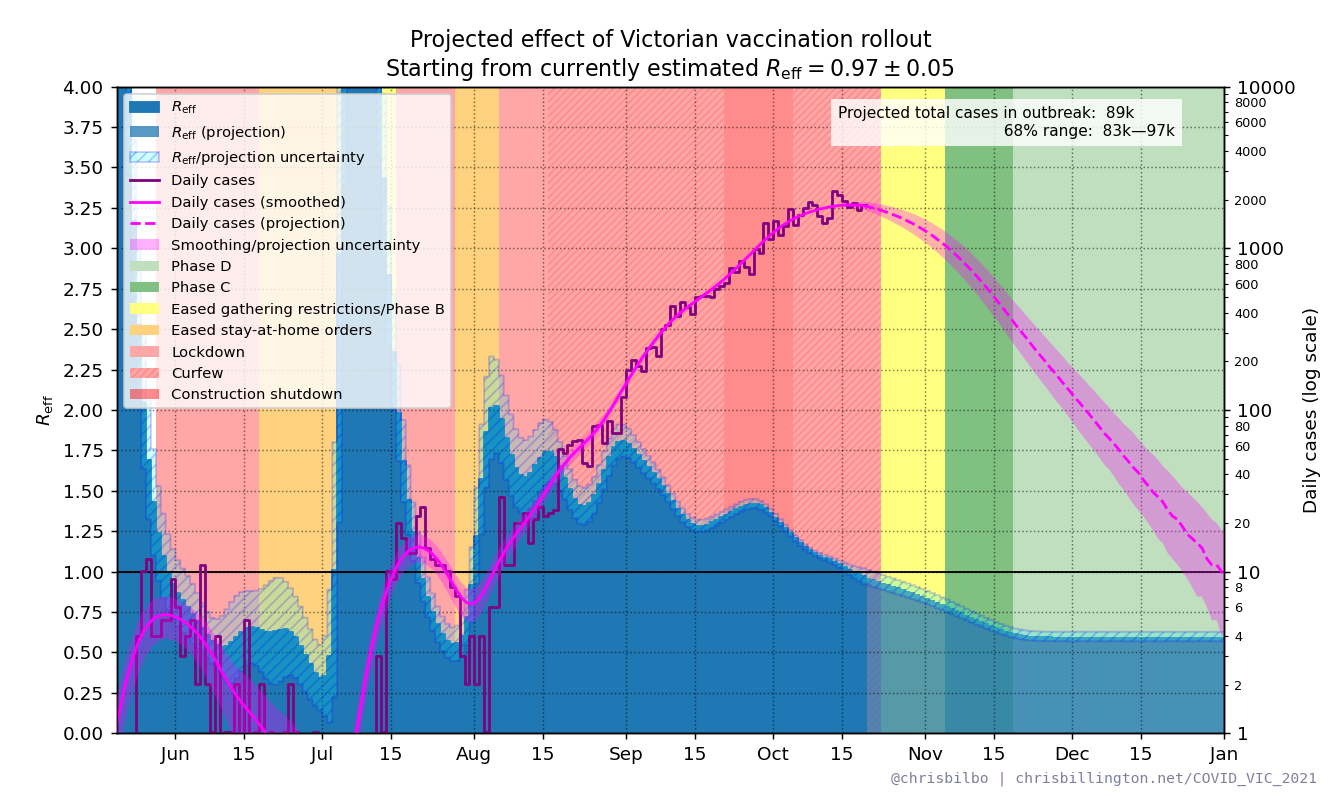 Projected effect of Victorian vaccination rollout
Starting from currently estimated Reff = 0.97 ± 0.05
Projected total cases in outbreak: 89k
68% range: 83k—97k
Reff
Reff (projection)
Reff/projection uncertainty
Daily cases
Daily cases (smoothed)
Daily cases (projection)
Smoothing/projection uncertainty
Phase D
Phase C
Eased gathering restrictions/Phase B
Eased stay-at-home orders
Lockdown
Curfew
Construction shutdown
Reff
4.00
3.75
3.50
3.25
3.00
2.75
2.50
2.25
2.00
1.75
1.50
1.25
1.00
0.75
0.50
0.25
0.00
Jun 15 Jul 15 Aug 15 Sep 15 Oct 15 Nov 15 Dec 15 Jan
10000
8000
6000
4000
2000
1000
800
600
400
200
100
80
60
40
20
10
8
6
4
2
1
Daily cases (log scale)
@chrisbilbo | chrisbillington.net/COVID_VIC_2021